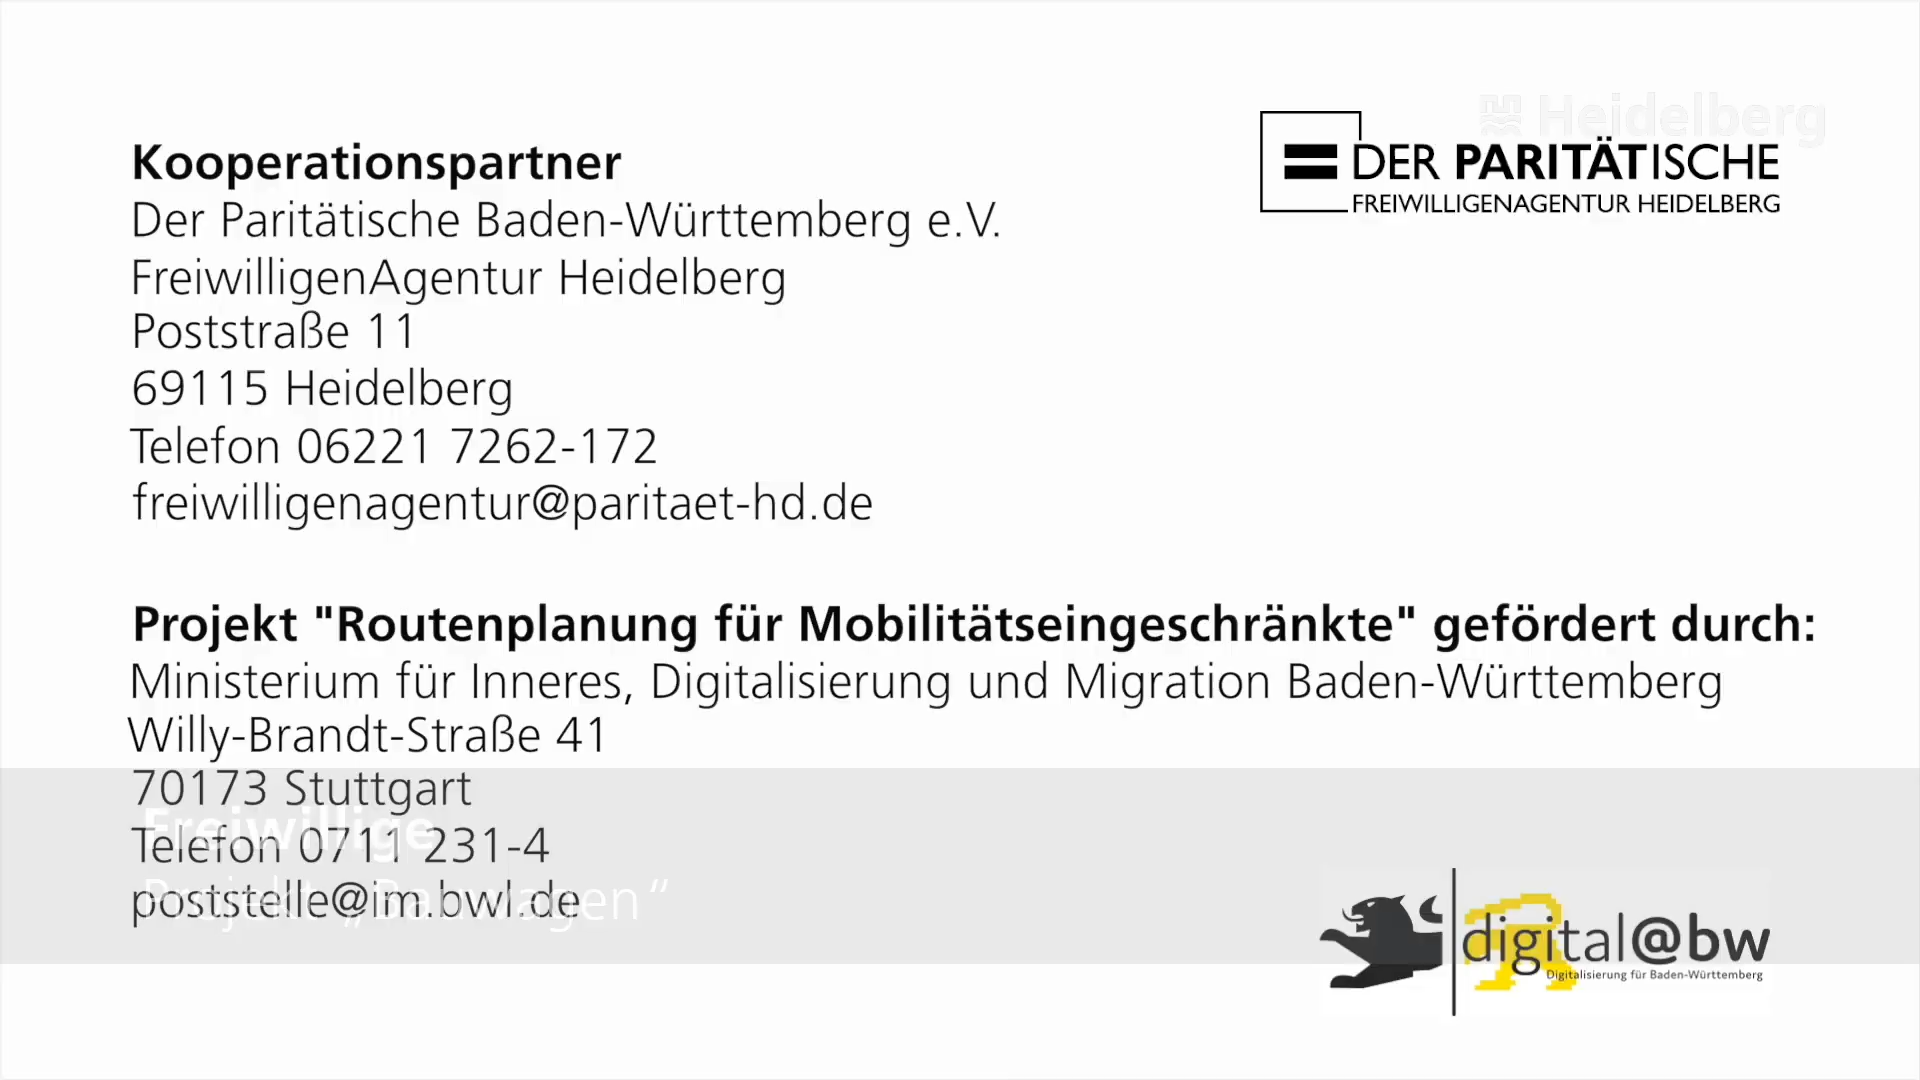 Heidelberg
Kooperationspartner
Der Paritätische Baden-Württemberg e.V.
FreiwilligenAgentur Heidelberg
Poststraße 11
69115 Heidelberg
Telefon 06221 7262-172
freiwilligenagentur@paritaet-hd.de
DER PARITÄTISCHE
FREIWILLIGENAGENTUR HEIDELBERG
Projekt "Routenplanung für Mobilitätseingeschränkte" gefördert durch:
Ministerium für Inneres, Digitalisierung und Migration Baden-Württemberg
Willy-Brandt-Straße 41
70173 Stuttgart
Telefon 0711 231-4
poststelle@im.bwl.de
Freiwillige
Projekt „Bauwagen“
digital@bw
Digitalisierung für Baden-Württemberg